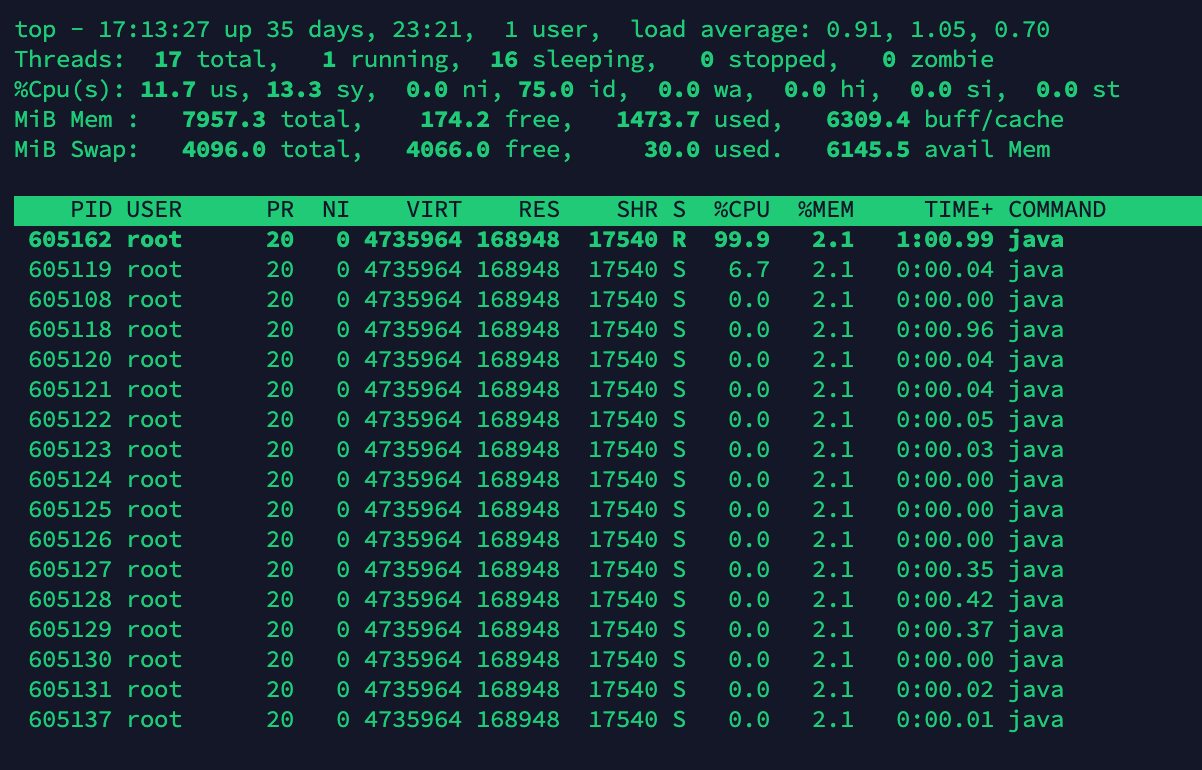 top - 17:13:27 up 35 days, 23:21,  1 user,  load average: 0.91, 1.05, 0.70
Threads:  17 total,   1 running,  16 sleeping,   0 stopped,   0 zombie
%Cpu(s): 11.7 us, 13.3 sy,  0.0 ni, 75.0 id,  0.0 wa,  0.0 hi,  0.0 si,  0.0 st
MiB Mem :   7957.3 total,    174.2 free,   1473.7 used,   6309.4 buff/cache
MiB Swap:   4096.0 total,   4066.0 free,     30.0 used.   6145.5 avail Mem
    PID USER      PR  NI    VIRT    RES    SHR S  %CPU  %MEM     TIME+ COMMAND
 605162 root      20   0 4735964 168948  17540 R  99.9   2.1   1:00.99 java
 605119 root      20   0 4735964 168948  17540 S   6.7   2.1   0:00.04 java
 605108 root      20   0 4735964 168948  17540 S   0.0   2.1   0:00.00 java
 605118 root      20   0 4735964 168948  17540 S   0.0   2.1   0:00.96 java
 605120 root      20   0 4735964 168948  17540 S   0.0   2.1   0:00.04 java
 605121 root      20   0 4735964 168948  17540 S   0.0   2.1   0:00.04 java
 605122 root      20   0 4735964 168948  17540 S   0.0   2.1   0:00.05 java
 605123 root      20   0 4735964 168948  17540 S   0.0   2.1   0:00.03 java
 605124 root      20   0 4735964 168948  17540 S   0.0   2.1   0:00.00 java
 605125 root      20   0 4735964 168948  17540 S   0.0   2.1   0:00.00 java
 605126 root      20   0 4735964 168948  17540 S   0.0   2.1   0:00.00 java
 605127 root      20   0 4735964 168948  17540 S   0.0   2.1   0:00.35 java
 605128 root      20   0 4735964 168948  17540 S   0.0   2.1   0:00.42 java
 605129 root      20   0 4735964 168948  17540 S   0.0   2.1   0:00.37 java
 605130 root      20   0 4735964 168948  17540 S   0.0   2.1   0:00.00 java
 605131 root      20   0 4735964 168948  17540 S   0.0   2.1   0:00.02 java
 605137 root      20   0 4735964 168948  17540 S   0.0   2.1   0:00.01 java